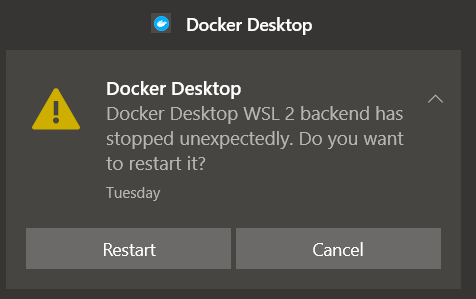 Docker Desktop
Docker Desktop
Docker Desktop WSL 2 backend has
stopped unexpectedly. Do you want
to restart it?
Tuesday
Restart
Cancel